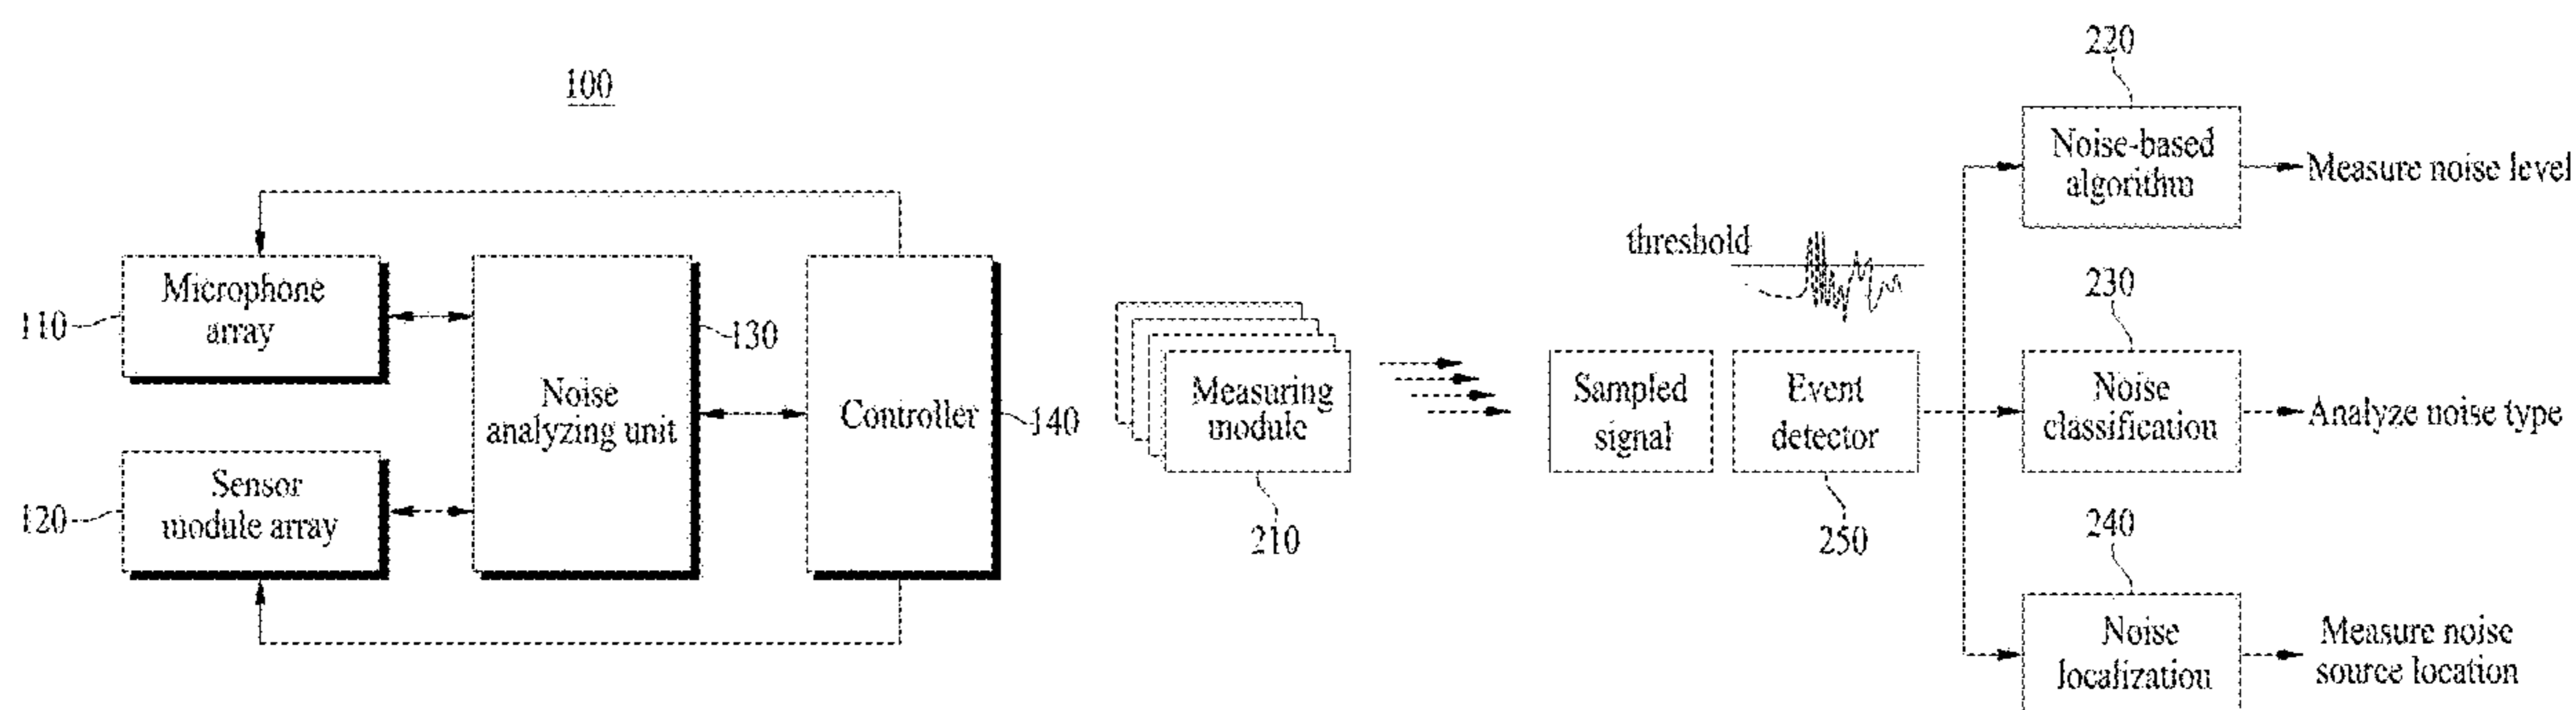 100
Microphone
array
110
Sensor
module array
120
Noise
analyzing unit
130
Controller
140
Measuring
module
210
threshold
Sampled
signal
Event
detector
250
220
Noise-based
algorithm
Measure noise level
230
Noise
classification
Analyze noise type
240
Noise
localization
Measure noise
source location